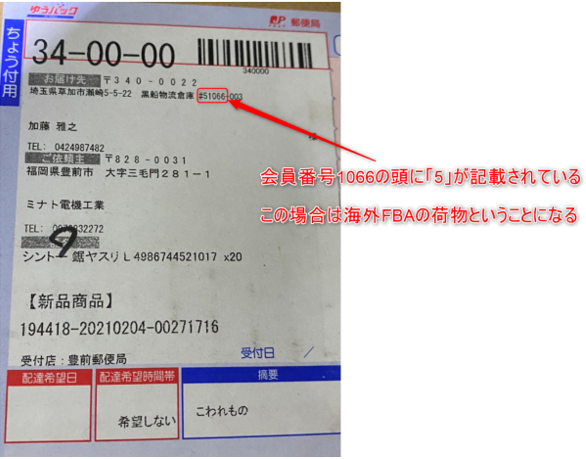 ゆうパック
JP 郵便局
ちょう付用
34-00-00
340000
お届け先 〒340-0022
埼玉県草加市瀬崎5-5-22 黒船物流倉庫 #51066-003
加藤 雅之
様
TEL: 0424987482
ご依頼主 〒828-0031
福岡県豊前市 大字三毛門281-1
ミナト電機工業
TEL:
9
シントー 鋸ヤスリ L 4986744521017 x20
【新品商品】
194418-20210204-00271716
受付店:豊前郵便局
受付日 /
配達希望日
配達希望時間帯
摘要
希望しない
こわれもの
会員番号1066の頭に「5」が記載されている
この場合は海外FBAの荷物ということになる